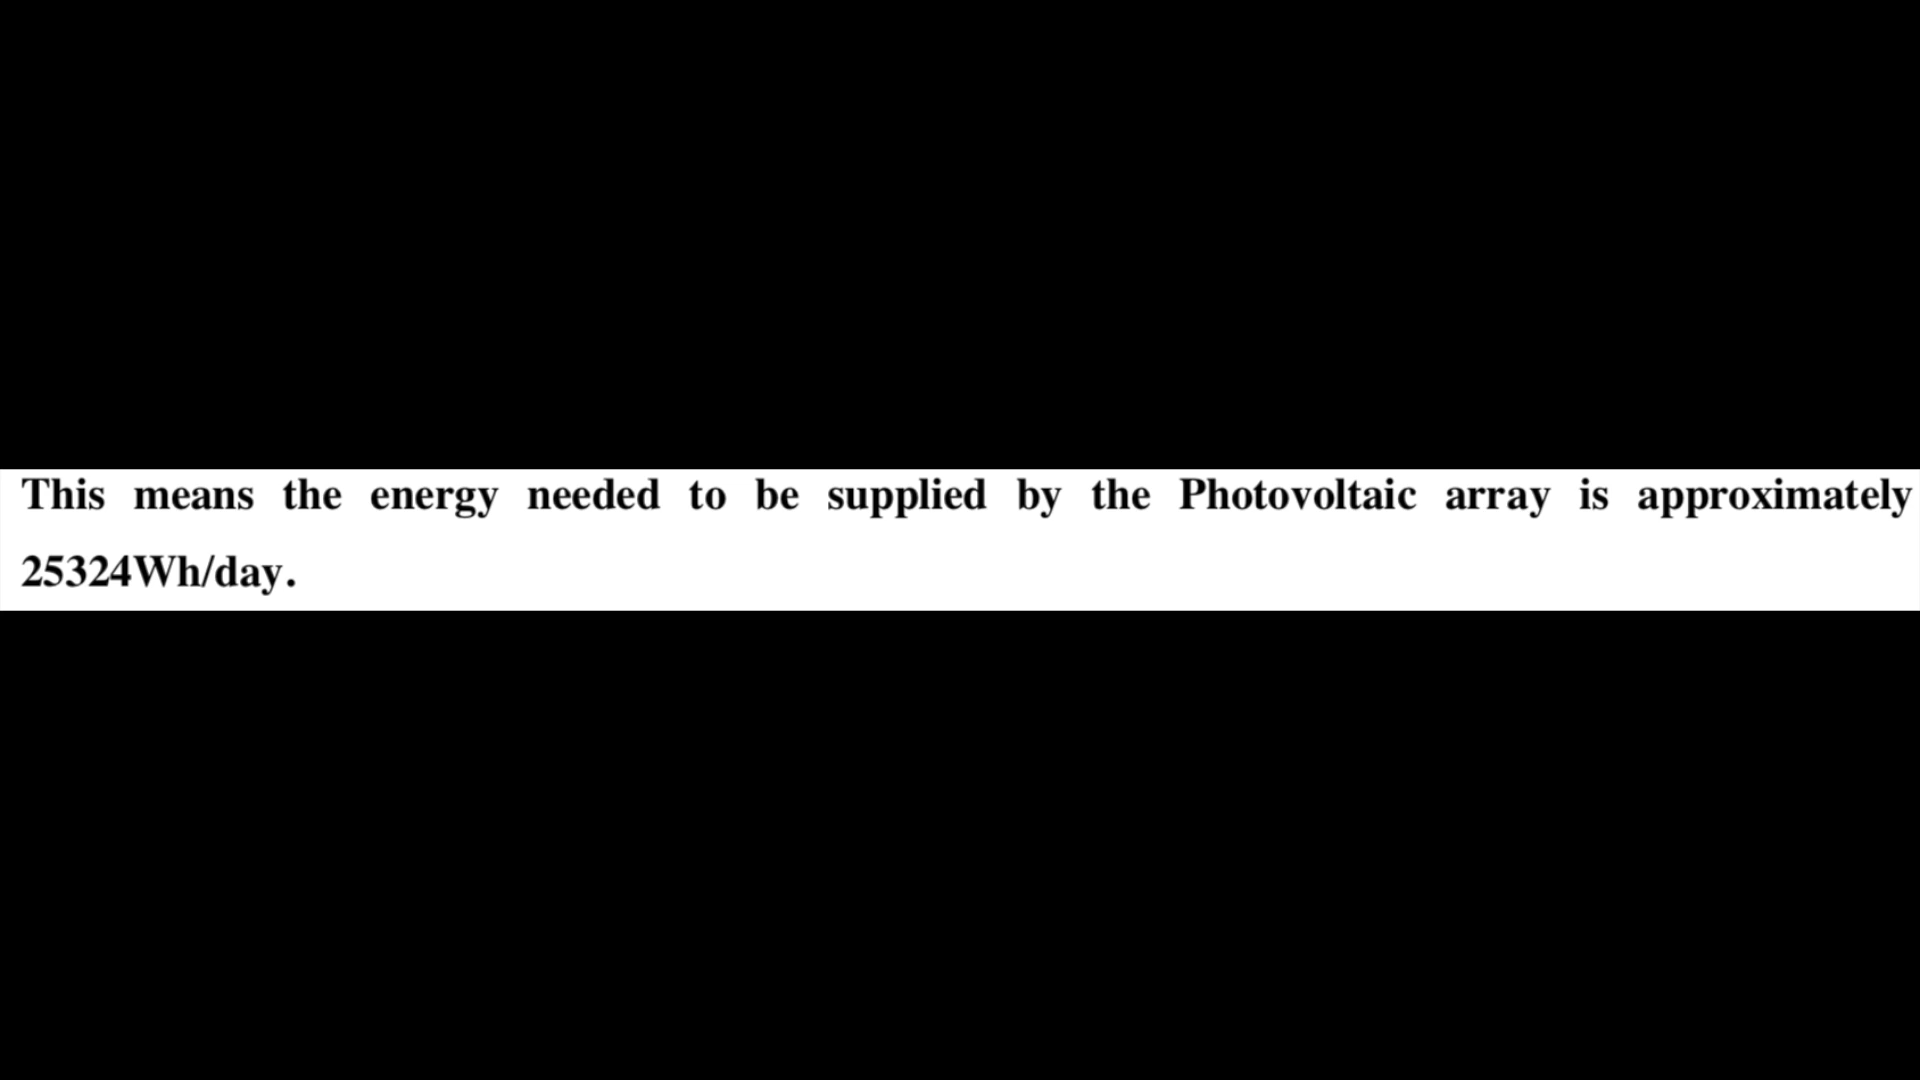 This means the energy needed to be supplied by the Photovoltaic array is approximately
25324Wh/day.